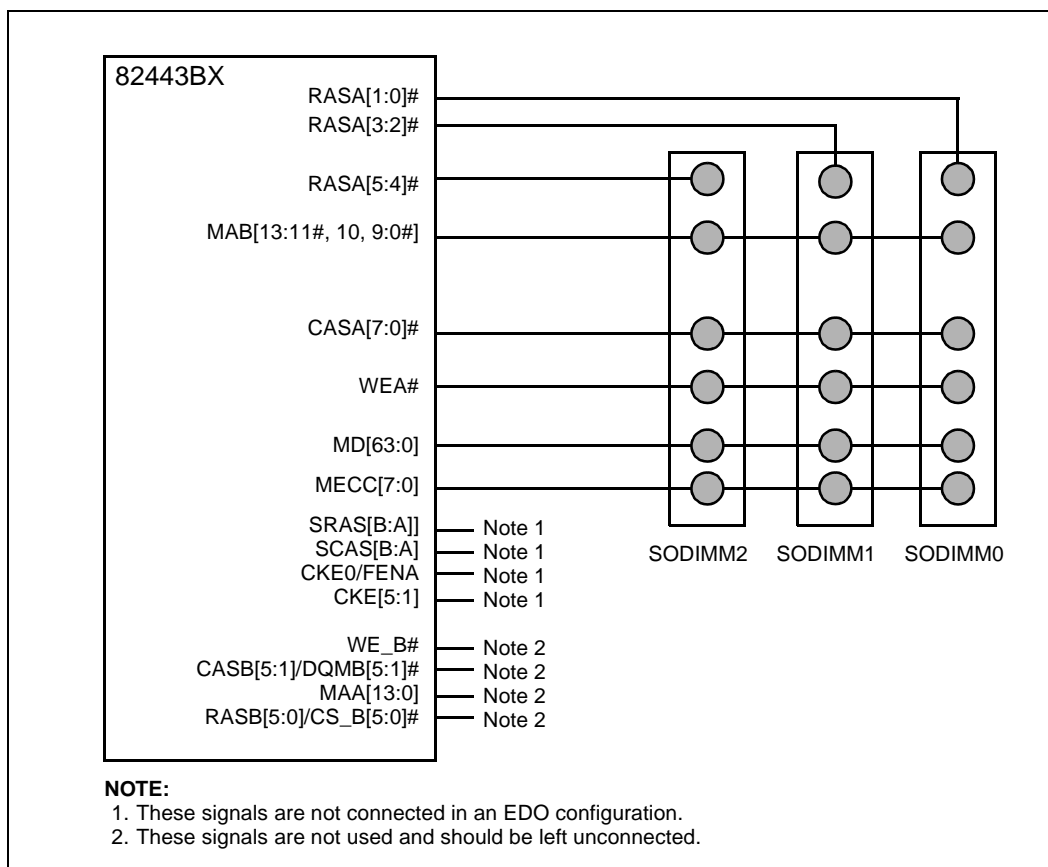 82443BX
RASA[1:0]#
RASA[3:2]#
RASA[5:4]#
MAB[13:11#, 10, 9:0#]
CASA[7:0]#
WEA#
MD[63:0]
MECC[7:0]
SRAS[B:A]] Note 1
SCAS[B:A] Note 1
CKE0/FENA Note 1
CKE[5:1] Note 1
SODIMM2 SODIMM1 SODIMM0
WE_B# Note 2
CASB[5:1]/DQMB[5:1]# Note 2
MAA[13:0] Note 2
RASB[5:0]/CS_B[5:0]# Note 2
NOTE:
1. These signals are not connected in an EDO configuration.
2. These signals are not used and should be left unconnected.